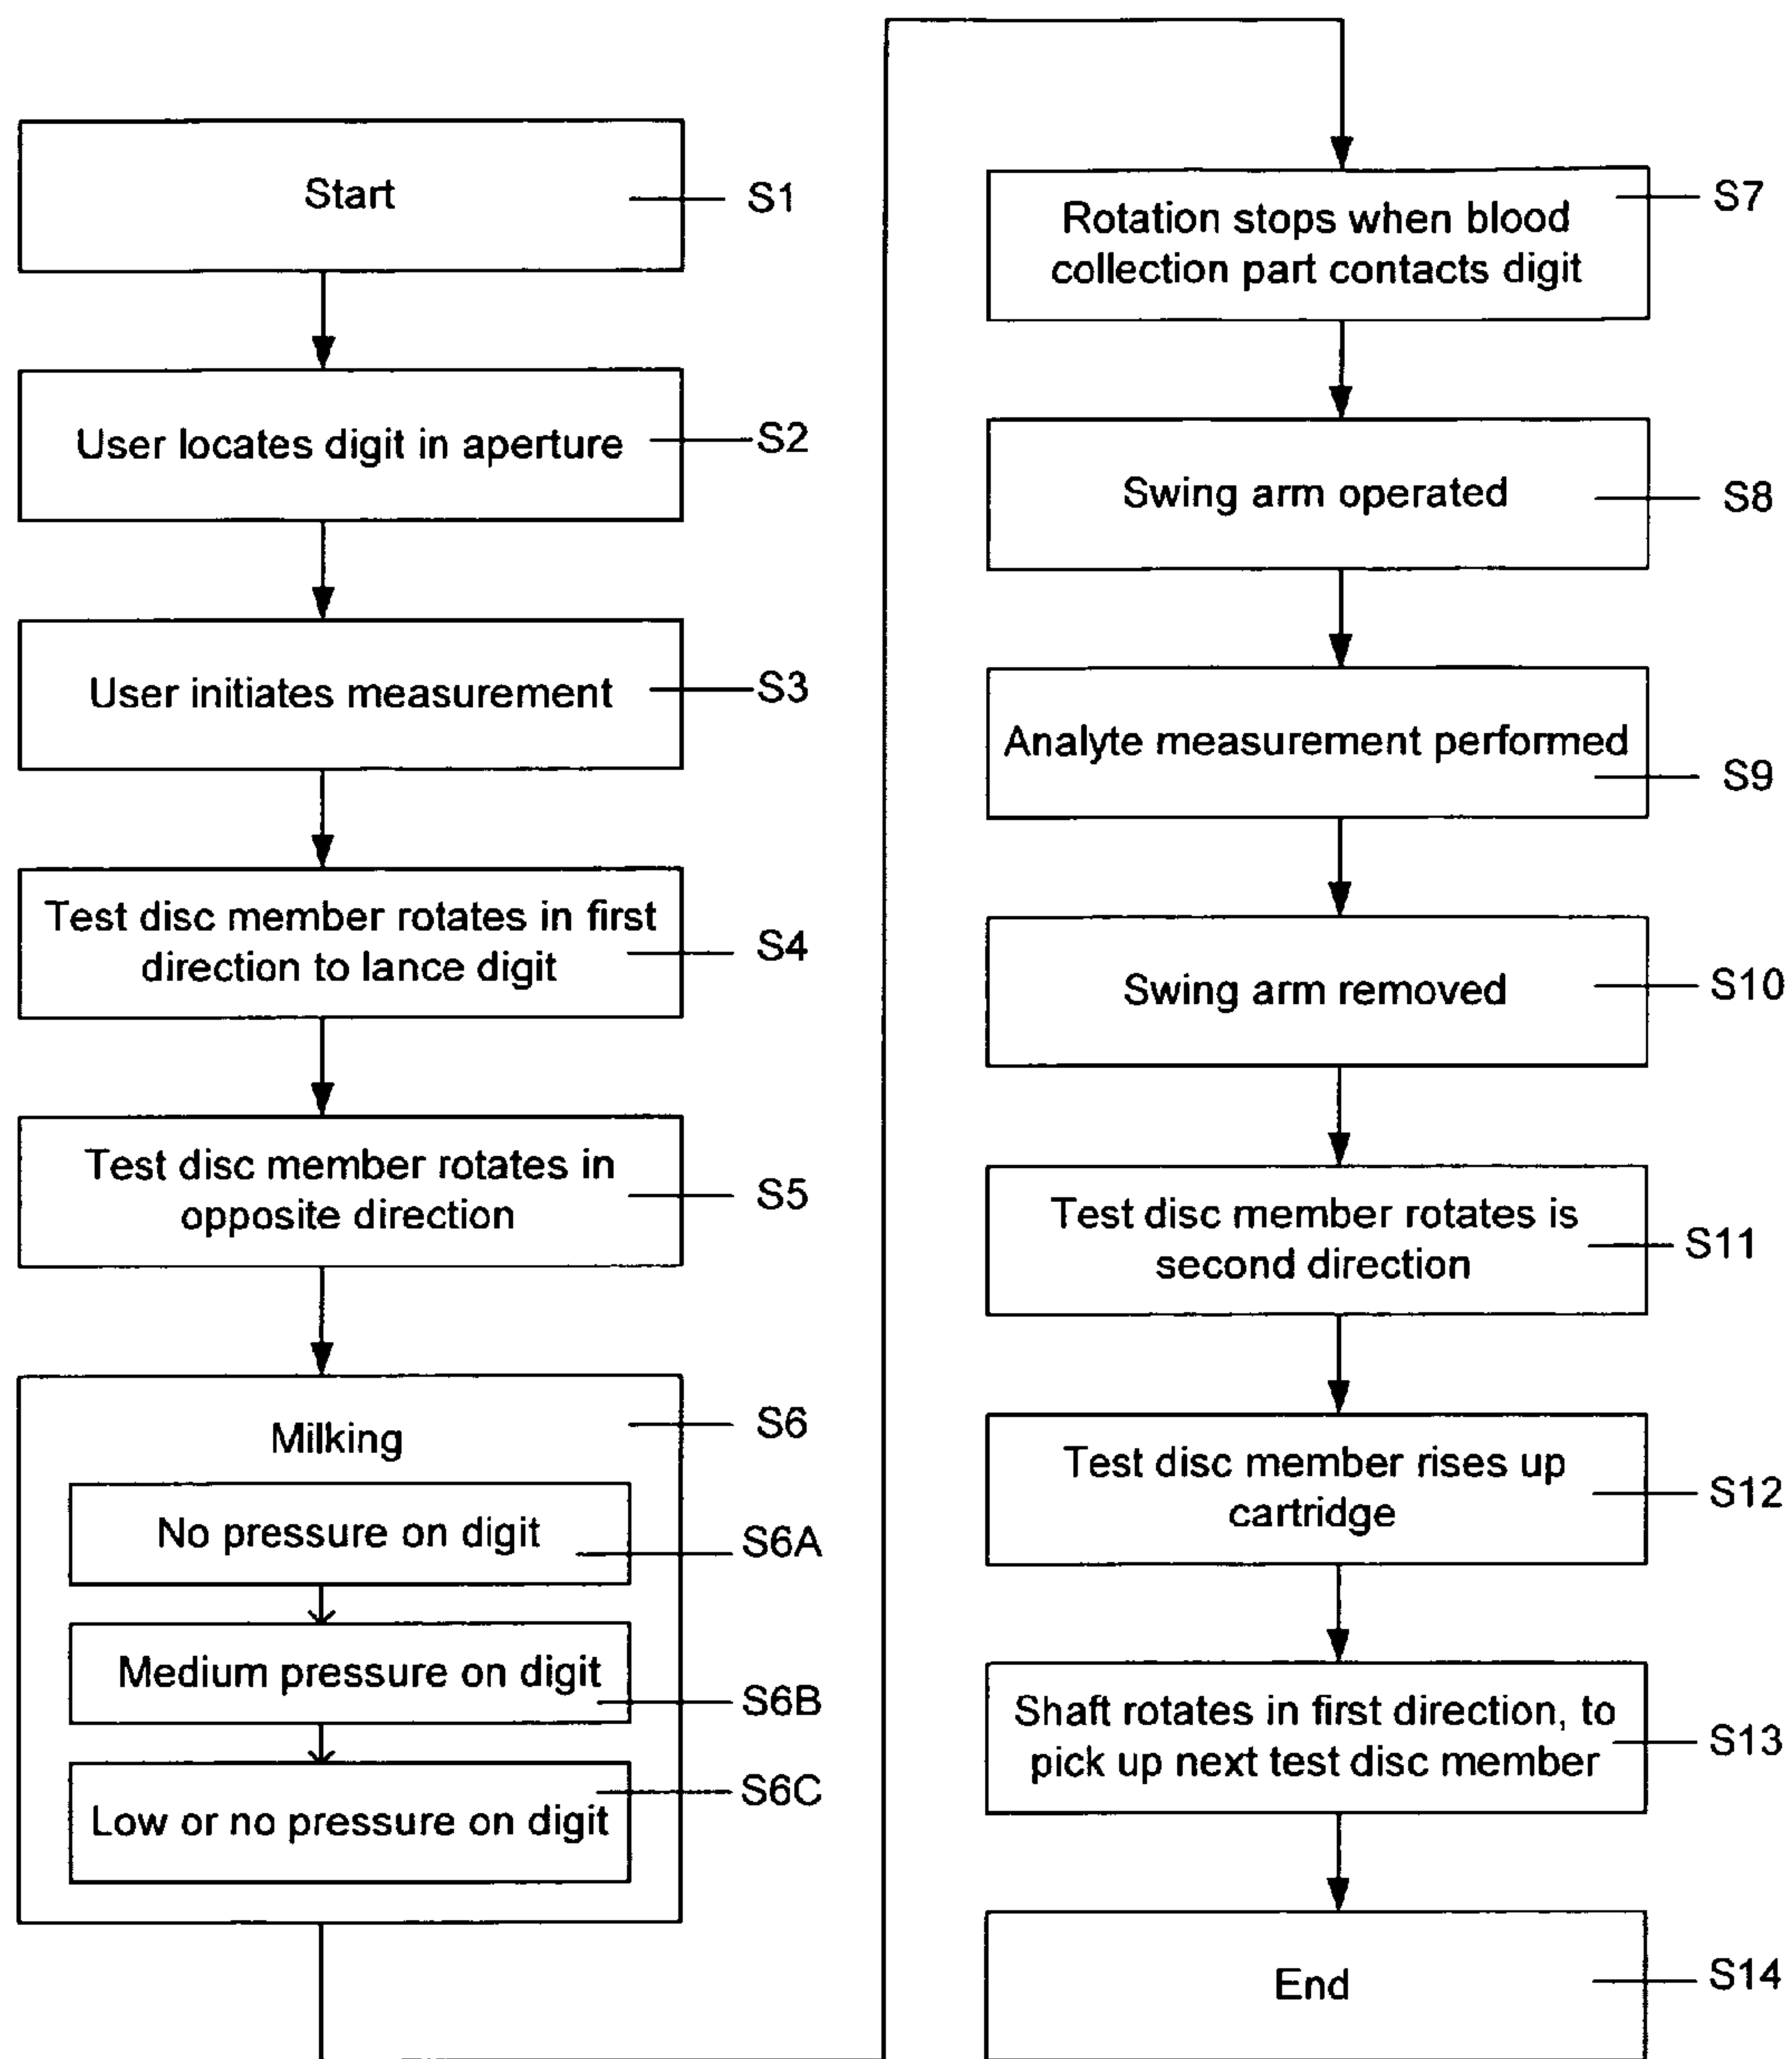 Start
S1
User locates digit in aperture
S2
User initiates measurement
S3
Test disc member rotates in first
direction to lance digit
S4
Test disc member rotates in
opposite direction
S5
Milking
S6
No pressure on digit
S6A
Medium pressure on digit
S6B
Low or no pressure on digit
S6C
Rotation stops when blood
collection part contacts digit
S7
Swing arm operated
S8
Analyte measurement performed
S9
Swing arm removed
S10
Test disc member rotates is
second direction
S11
Test disc member rises up
cartridge
S12
Shaft rotates in first direction, to
pick up next test disc member
S13
End
S14